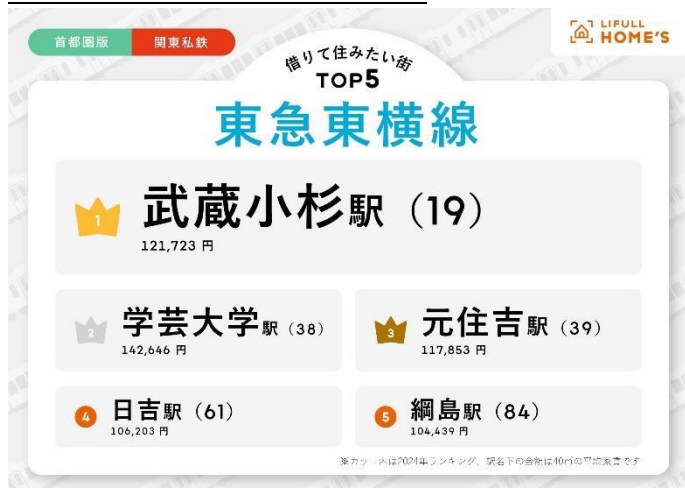 首都圏版 関東私鉄
LIFULL
HOME'S
借りて住みたい街
TOP5
東急東横線
1 武蔵小杉駅（19）
121,723 円
2 学芸大学駅（38）
142,646 円
3 元住吉駅（39）
117,853 円
4 日吉駅（61）
106,203 円
5 綱島駅（84）
104,439 円
※カッコ内は2024年ランキング、駅名下の金額は40㎡の平均家賃です